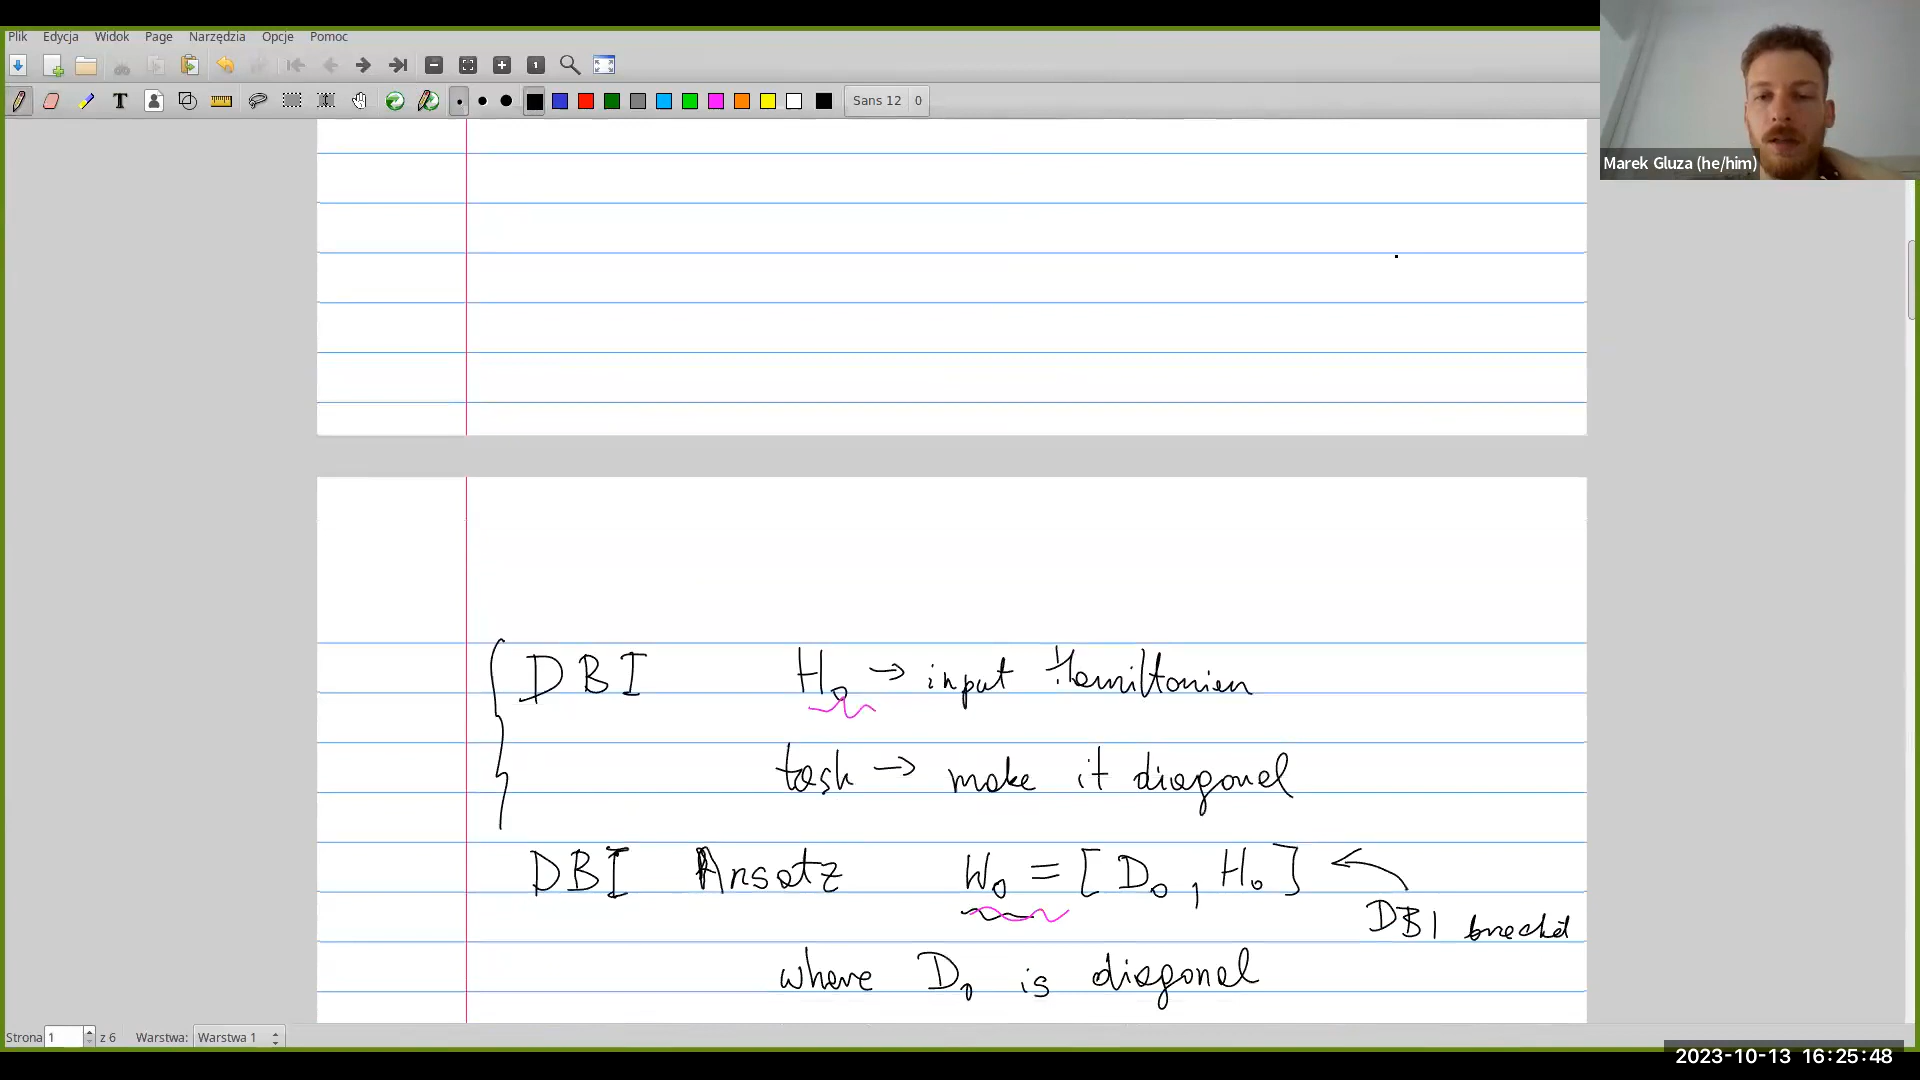 Plik Edycja Widok Page Narzędzia Opcje Pomoc
Sans 12 0
Marek Gluza (he/him)
DBI H₀ → input Hamiltonian
task → make it diagonal
DBI Ansatz W₀ = [D₀, H₀] ←
DBI bracket
where D₀ is diagonal
Strona 1 z 6 Warstwa: Warstwa 1
2023-10-13 16:25:48